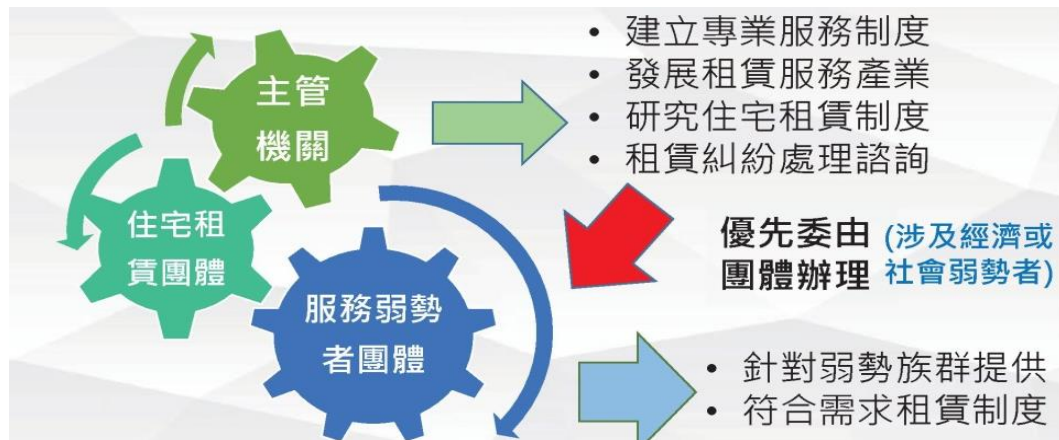 主管
機關
• 建立專業服務制度
• 發展租賃服務產業
• 研究住宅租賃制度
• 租賃糾紛處理諮詢
住宅租
賃團體
優先委由 (涉及經濟或
團體辦理 社會弱勢者)
服務弱勢
者團體
• 針對弱勢族群提供
• 符合需求租賃制度